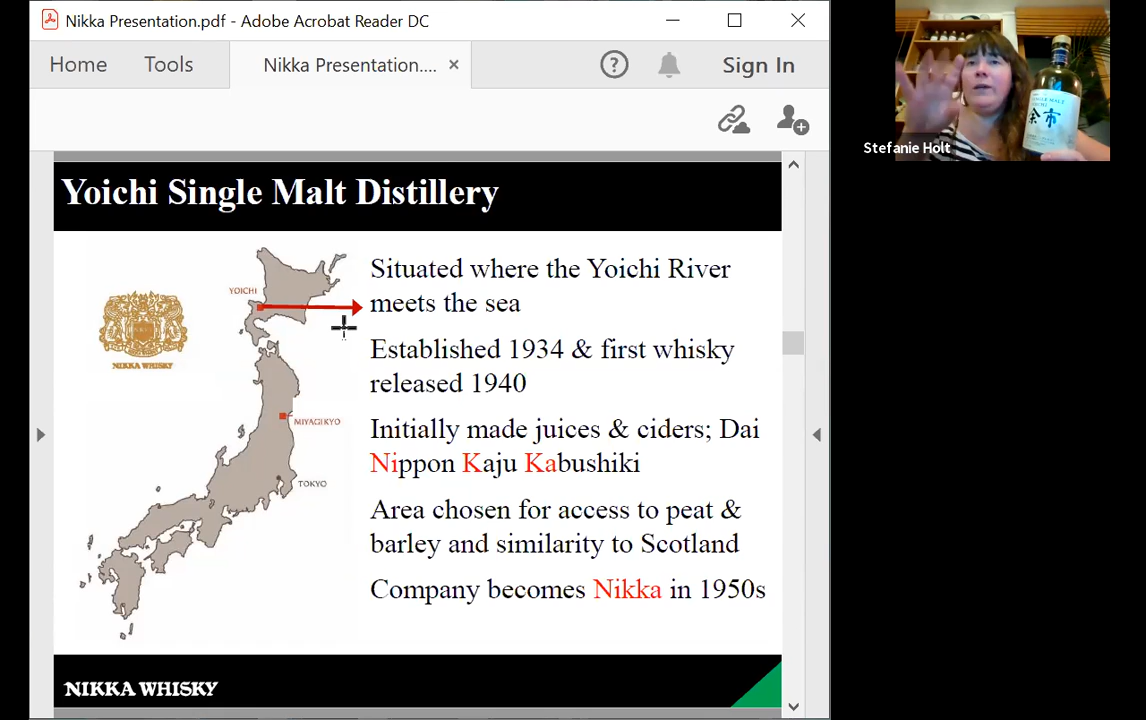 Nikka Presentation.pdf - Adobe Acrobat Reader DC
Home Tools Nikka Presentation.... × ? Sign In
Yoichi Single Malt Distillery
Situated where the Yoichi River
meets the sea
Established 1934 & first whisky
released 1940
Initially made juices & ciders; Dai
Nippon Kaju Kabushiki
Area chosen for access to peat &
barley and similarity to Scotland
Company becomes Nikka in 1950s
YOICHI
MIYAGIKYO
TOKYO
NIKKA WHISKY
NIKKA WHISKY
SINGLE MALT
余市
Stefanie Holt